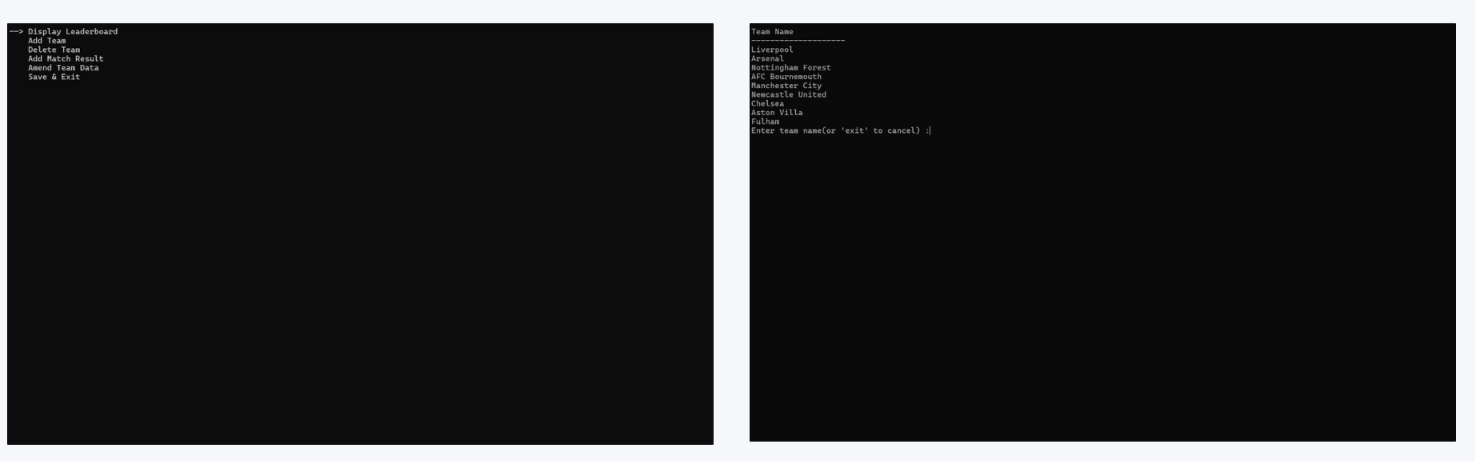 --> Display Leaderboard
Add Team
Delete Team
Add Match Result
Amend Team Data
Save & Exit
Team Name
--------------------
Liverpool
Arsenal
Nottingham Forest
AFC Bournemouth
Manchester City
Newcastle United
Chelsea
Aston Villa
Fulham
Enter team name(or 'exit' to cancel) :